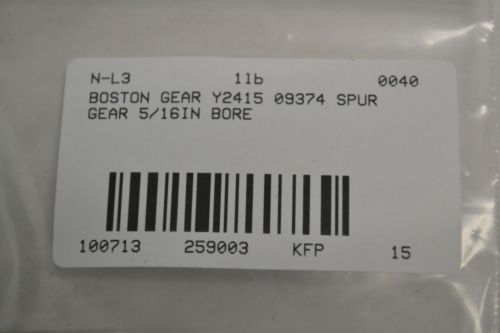 N-L3 1lb 0040
BOSTON GEAR Y2415 09374 SPUR
GEAR 5/16IN BORE
100713 259003 KFP 15